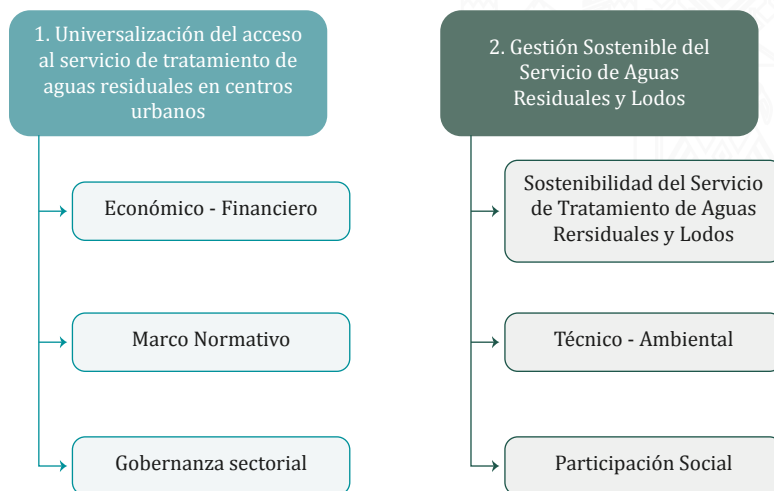 1. Universalización del acceso
al servicio de tratamiento de
aguas residuales en centros
urbanos
Económico - Financiero
Marco Normativo
Gobernanza sectorial
2. Gestión Sostenible del
Servicio de Aguas
Residuales y Lodos
Sostenibilidad del Servicio
de Tratamiento de Aguas
Rersiduales y Lodos
Técnico - Ambiental
Participación Social